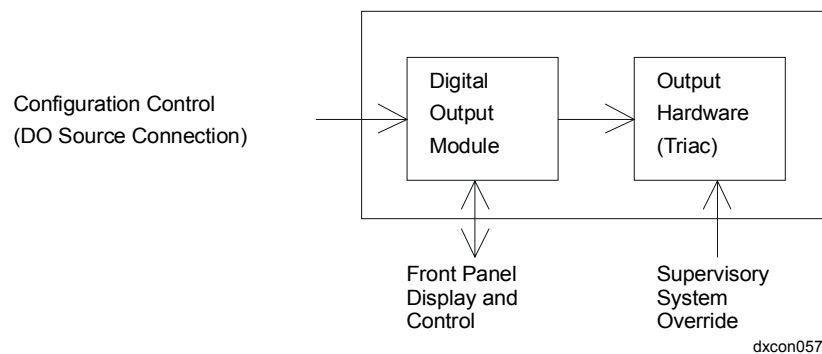 Configuration Control
(DO Source Connection)
Digital
Output
Module
Output
Hardware
(Triac)
Front Panel
Display and
Control
Supervisory
System
Override
dxcon057